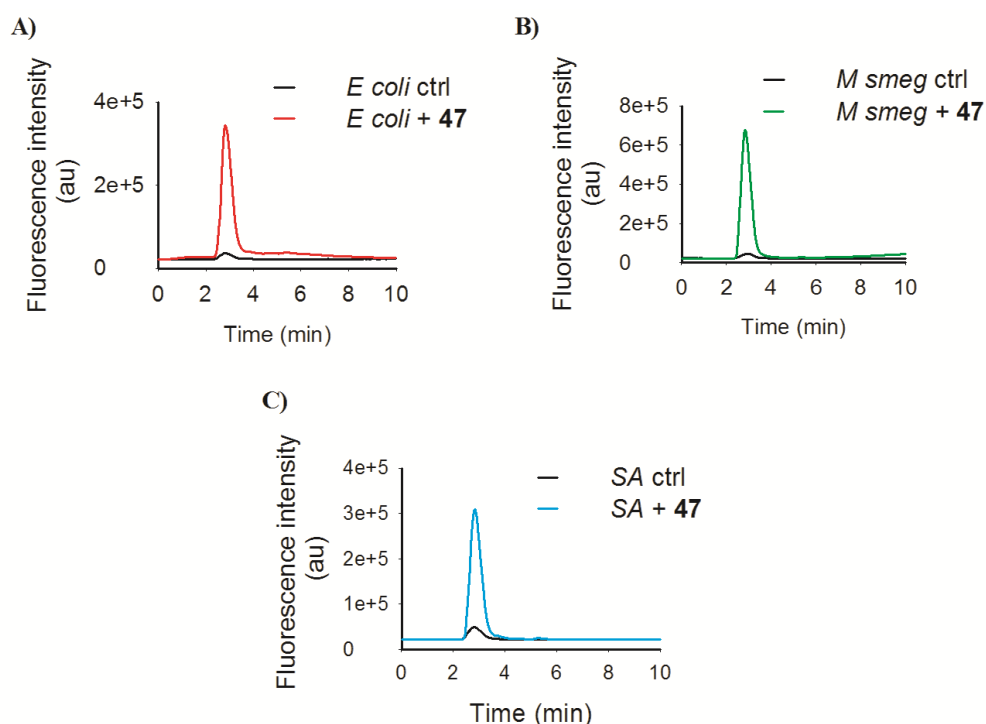 A)
Fluorescence intensity
(au)
4e+5
2e+5
0
E coli ctrl
E coli + 47
0 2 4 6 8 10
Time (min)
B)
Fluorescence intensity
(au)
8e+5
6e+5
4e+5
2e+5
0
M smeg ctrl
M smeg + 47
0 2 4 6 8 10
Time (min)
C)
Fluorescence intensity
(au)
4e+5
3e+5
2e+5
1e+5
0
SA ctrl
SA + 47
0 2 4 6 8 10
Time (min)